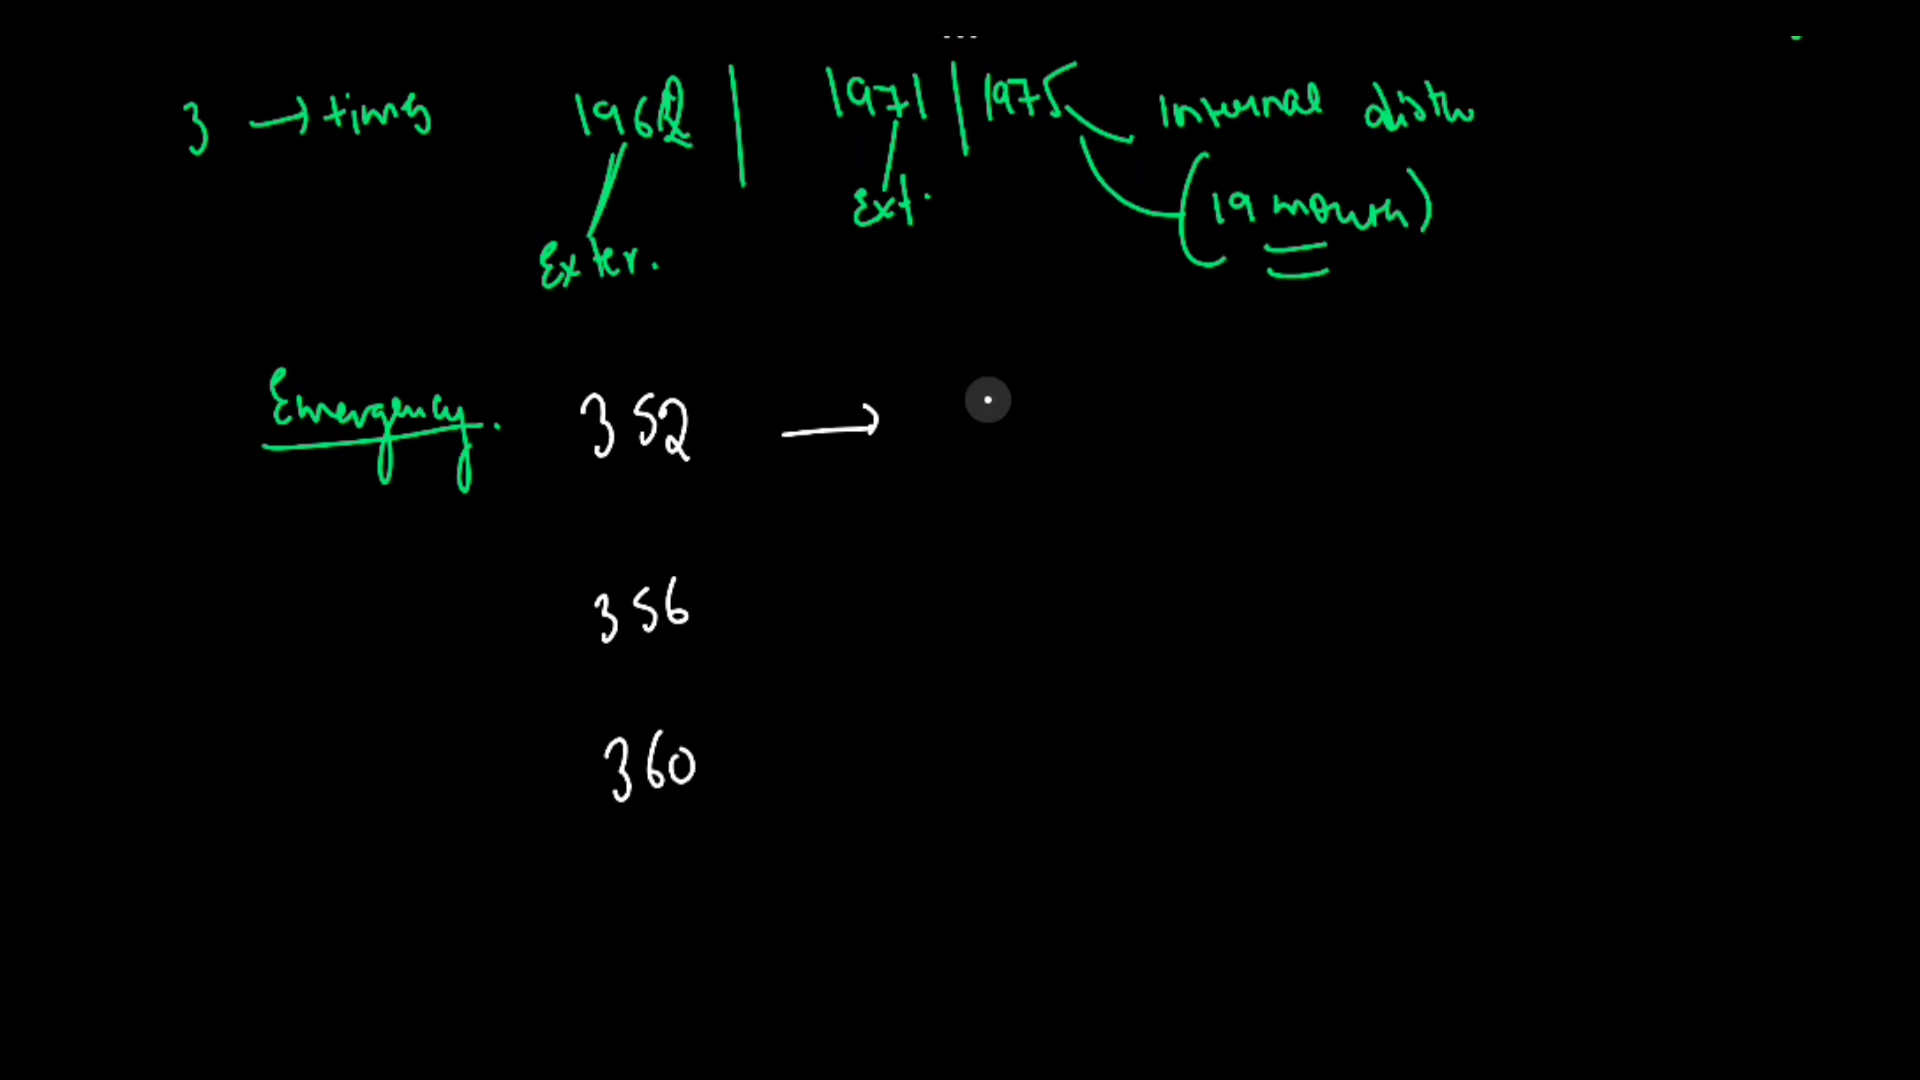 3 → times 1962 | 1971 | 1975 Internal distu
Exter. Ext. (19 month)
Emergency. 352 →
356
360